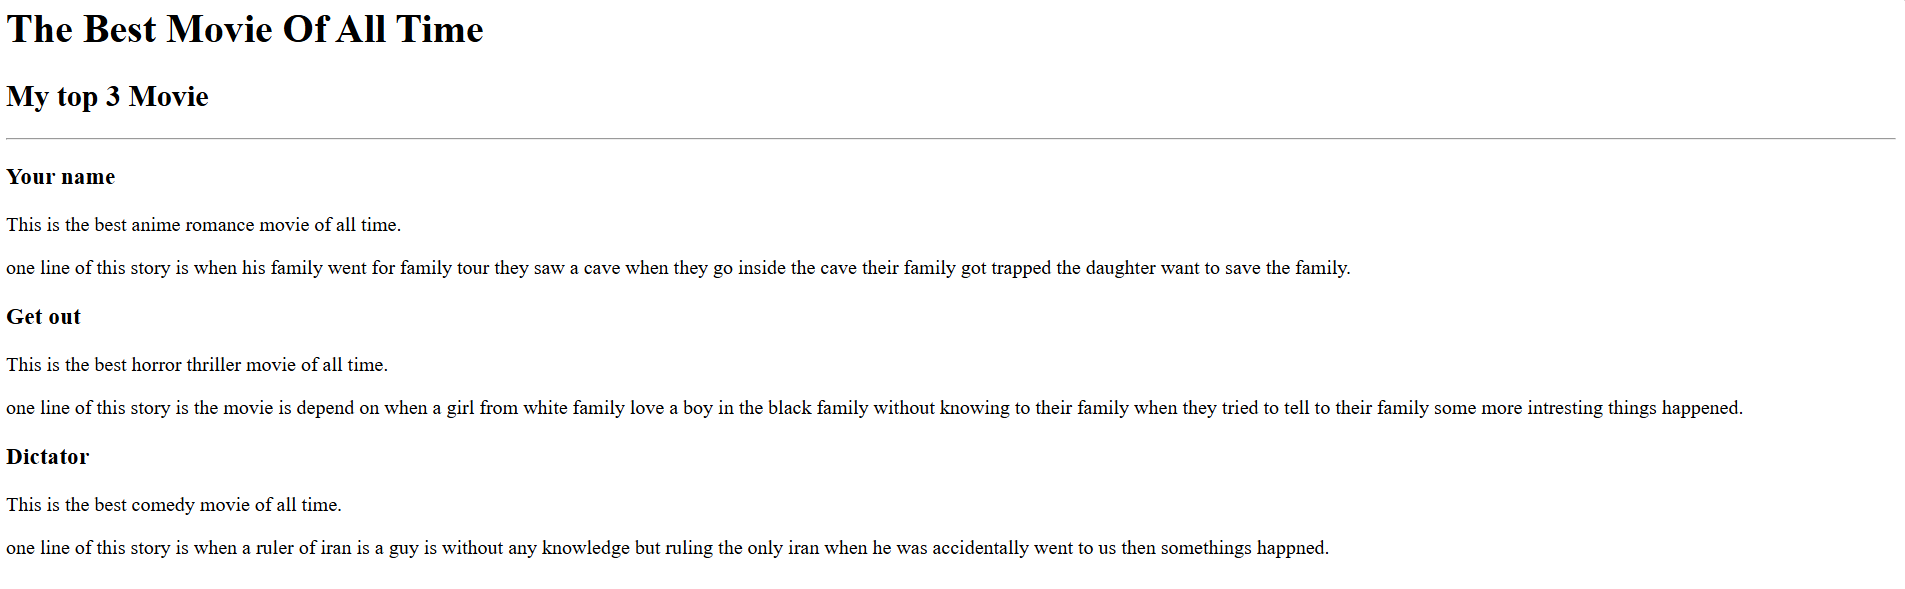 The Best Movie Of All Time
My top 3 Movie
Your name
This is the best anime romance movie of all time.
one line of this story is when his family went for family tour they saw a cave when they go inside the cave their family got trapped the daughter want to save the family.
Get out
This is the best horror thriller movie of all time.
one line of this story is the movie is depend on when a girl from white family love a boy in the black family without knowing to their family when they tried to tell to their family some more intresting things happened.
Dictator
This is the best comedy movie of all time.
one line of this story is when a ruler of iran is a guy is without any knowledge but ruling the only iran when he was accidentally went to us then somethings happned.